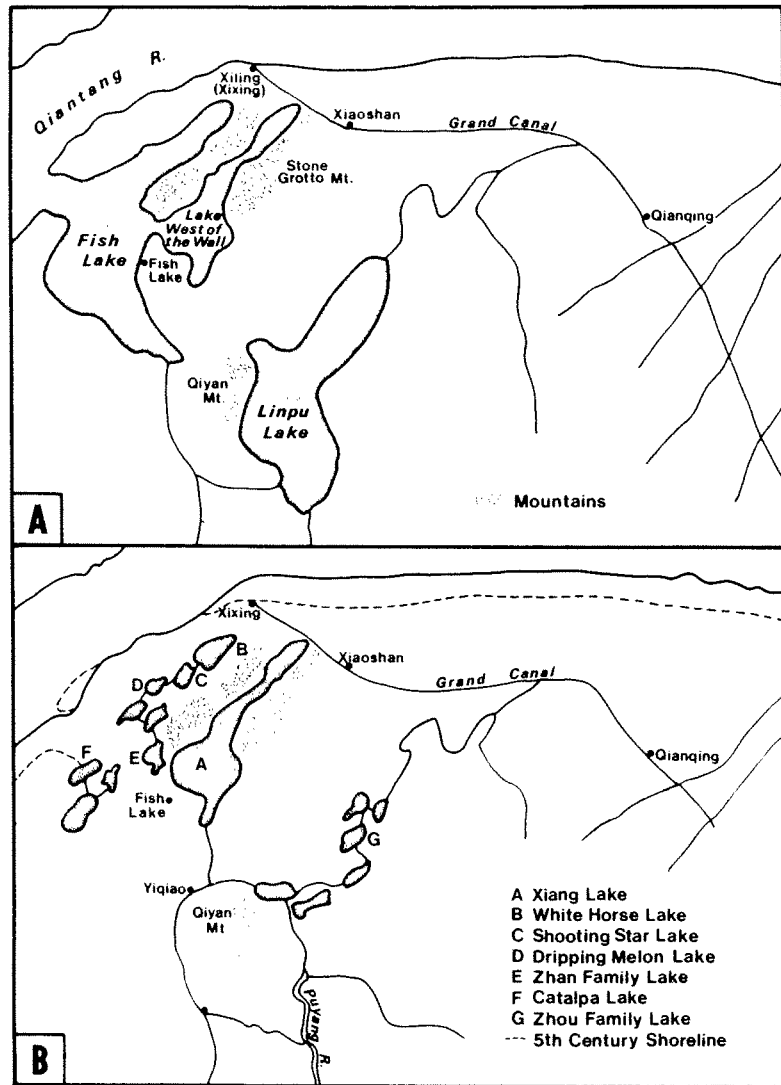 Qiantang R.
Xiling
(Xixing)
Xiaoshan
Grand Canal
Stone
Grotto Mt.
Qianqing
Lake
West of
the Wall
Fish
Lake
Fish
Lake
Qiyan
Mt.
Linpu
Lake
Mountains
A
Xixing
B
Xiaoshan
C
D
Grand Canal
E
A
F
Qianqing
Fish
Lake
G
Yiqiao
Qiyan
Mt
A Xiang Lake
B White Horse Lake
C Shooting Star Lake
D Dripping Melon Lake
E Zhan Family Lake
F Catalpa Lake
G Zhou Family Lake
--- 5th Century Shoreline
Puyang
R.
B